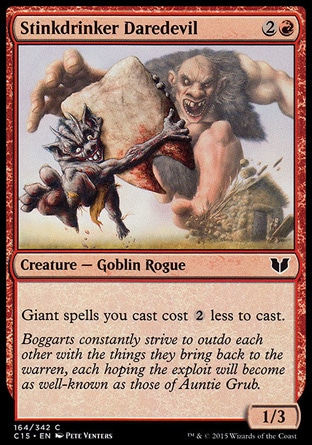 Stinkdrinker Daredevil 2
Creature — Goblin Rogue
Giant spells you cast cost 2 less to cast.
Boggarts constantly strive to outdo each
other with the things they bring back to the
warren, each hoping the exploit will become
as well-known as those of Auntie Grub.
1/3
164/342 C
C15 • EN Pete Venters ™ & © 2015 Wizards of the Coast